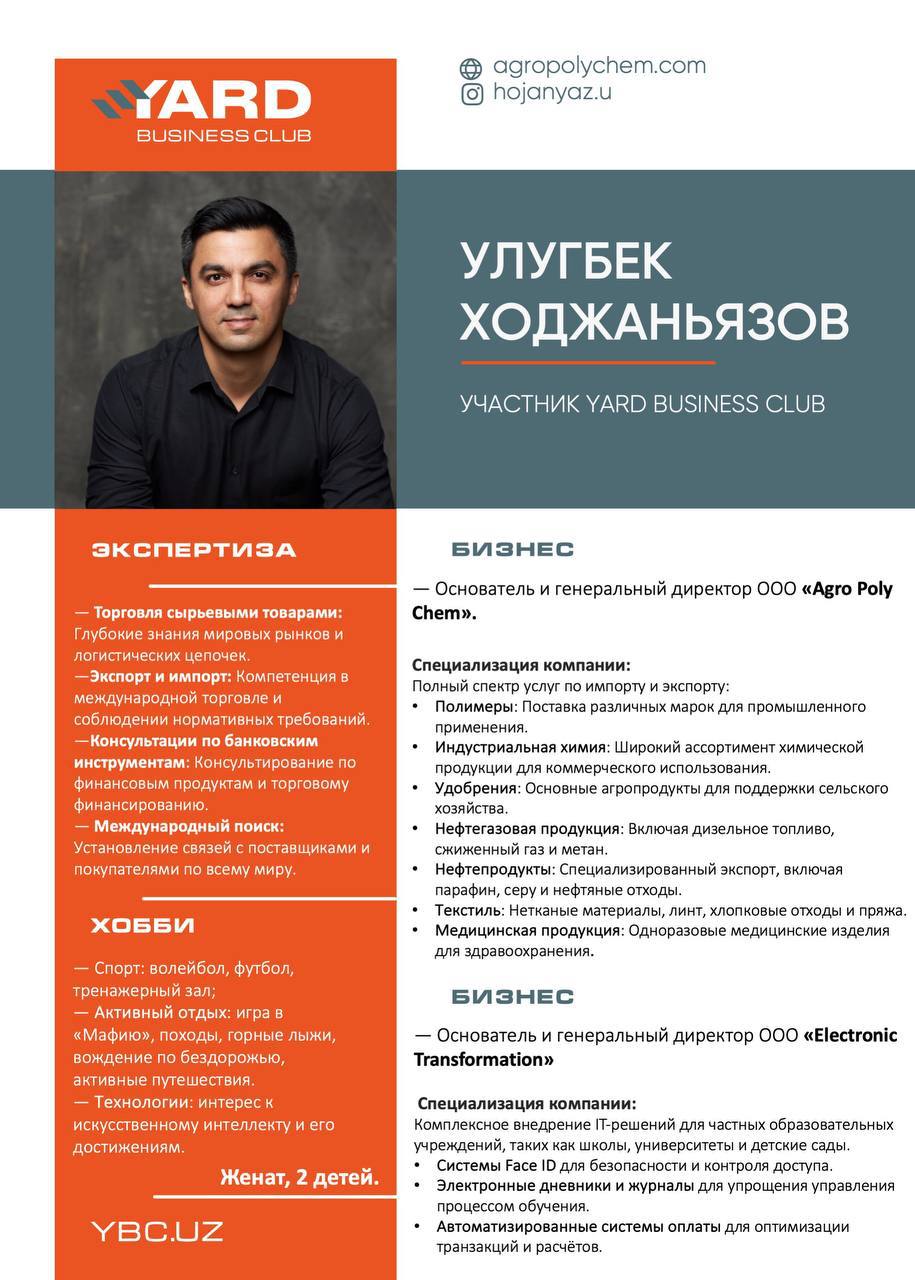 YARD
BUSINESS CLUB
agropolychem.com
hojanyaz.u
УЛУГБЕК
ХОДЖАНЬЯЗОВ
УЧАСТНИК YARD BUSINESS CLUB
ЭКСПЕРТИЗА
— Торговля сырьевыми товарами:
Глубокие знания мировых рынков и
логистических цепочек.
—Экспорт и импорт: Компетенция в
международной торговле и
соблюдении нормативных требований.
—Консультации по банковским
инструментам: Консультирование по
финансовым продуктам и торговому
финансированию.
— Международный поиск:
Установление связей с поставщиками и
покупателями по всему миру.
ХОББИ
— Спорт: волейбол, футбол,
тренажерный зал;
— Активный отдых: игра в
«Мафию», походы, горные лыжи,
вождение по бездорожью,
активные путешествия.
— Технологии: интерес к
искусственному интеллекту и его
достижениям.
Женат, 2 детей.
YBC.UZ
БИЗНЕС
— Основатель и генеральный директор ООО «Agro Poly
Chem».
Специализация компании:
Полный спектр услуг по импорту и экспорту:
• Полимеры: Поставка различных марок для промышленного
применения.
• Индустриальная химия: Широкий ассортимент химической
продукции для коммерческого использования.
• Удобрения: Основные агропродукты для поддержки сельского
хозяйства.
• Нефтегазовая продукция: Включая дизельное топливо,
сжиженный газ и метан.
• Нефтепродукты: Специализированный экспорт, включая
парафин, серу и нефтяные отходы.
• Текстиль: Нетканые материалы, линт, хлопковые отходы и пряжа.
• Медицинская продукция: Одноразовые медицинские изделия
для здравоохранения.
БИЗНЕС
— Основатель и генеральный директор ООО «Electronic
Transformation»
Специализация компании:
Комплексное внедрение IT-решений для частных образовательных
учреждений, таких как школы, университеты и детские сады.
• Системы Face ID для безопасности и контроля доступа.
• Электронные дневники и журналы для упрощения управления
процессом обучения.
• Автоматизированные системы оплаты для оптимизации
транзакций и расчётов.